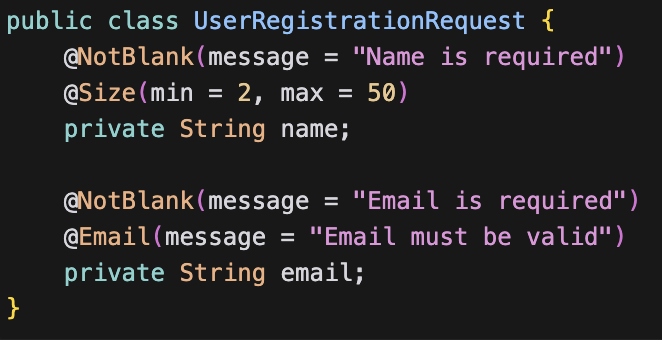 public class UserRegistrationRequest {
    @NotBlank(message = "Name is required")
    @Size(min = 2, max = 50)
    private String name;

    @NotBlank(message = "Email is required")
    @Email(message = "Email must be valid")
    private String email;
}